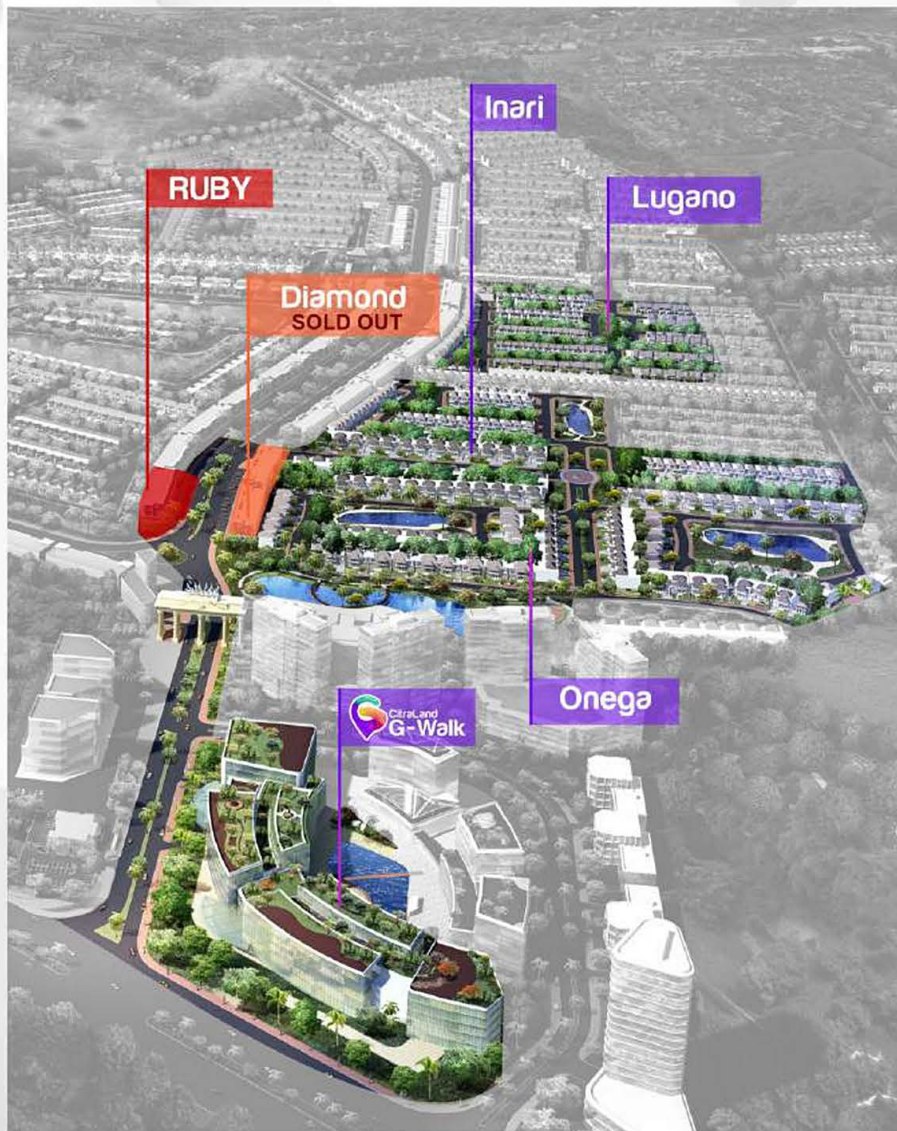 Inari
RUBY
Lugano
Diamond
SOLD OUT
Onega
CitraLand
G-Walk